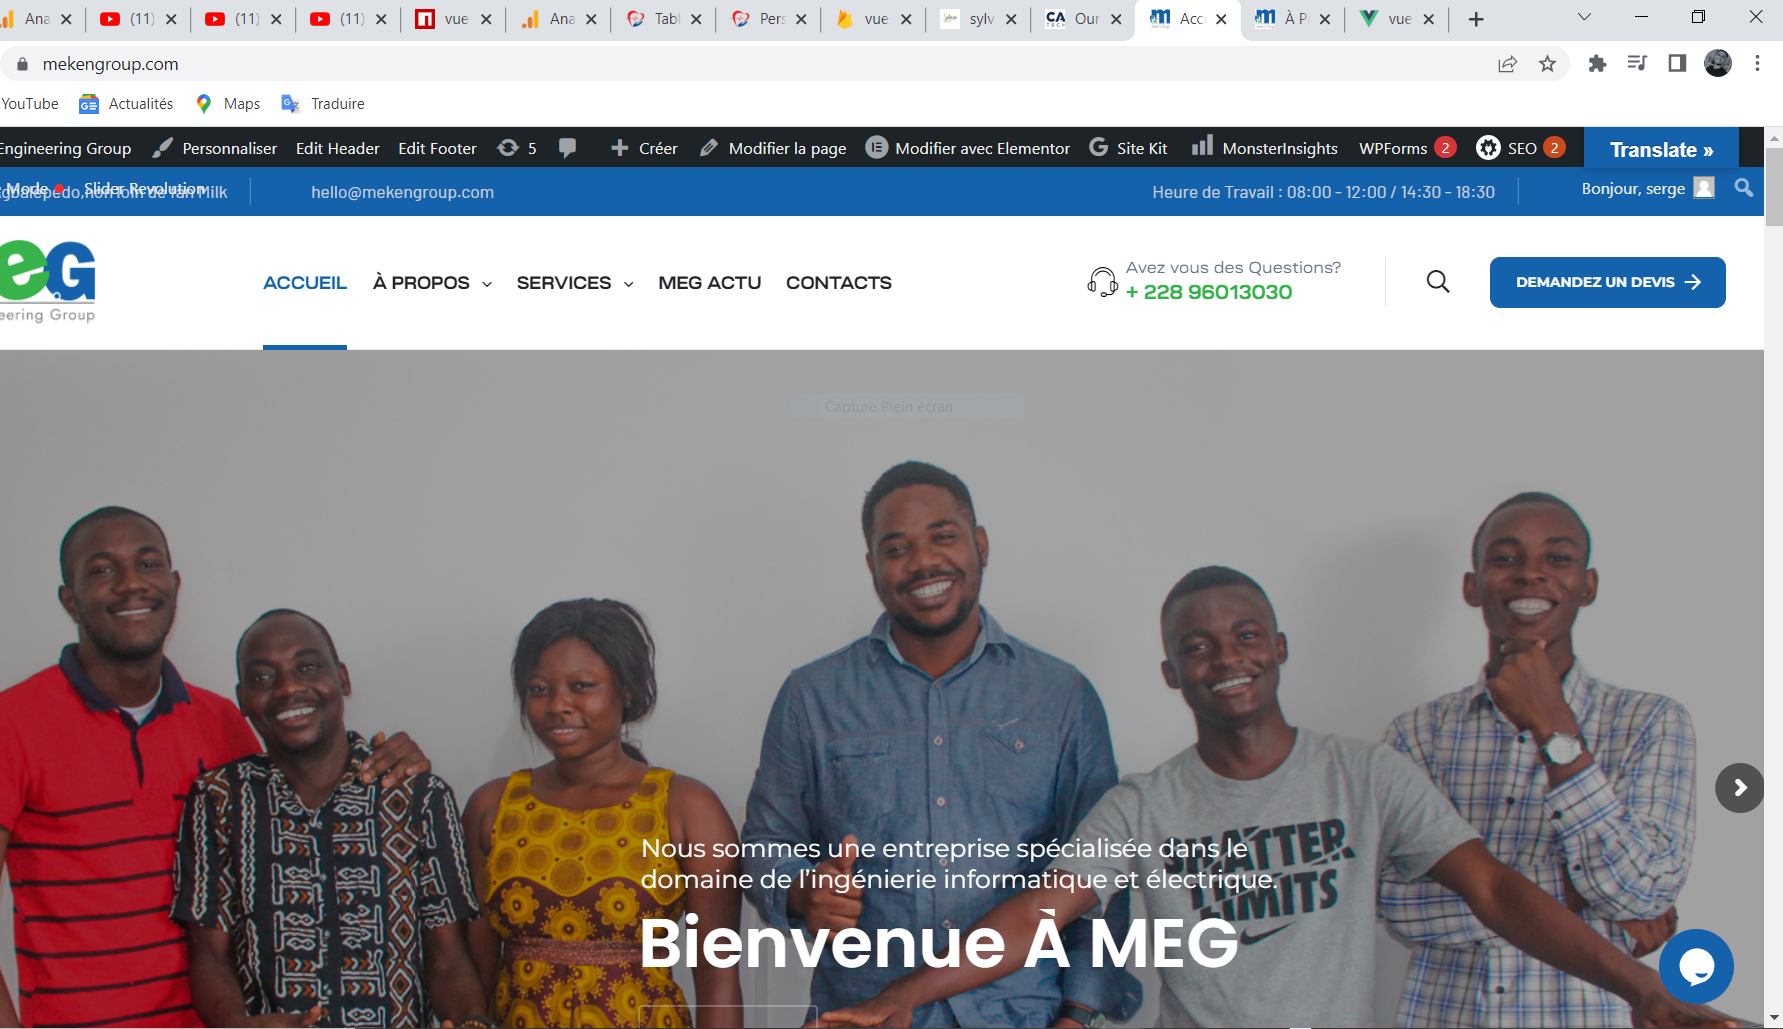 Ana
(11)
(11)
(11)
vue
Ana
Tabl
Pers
vue
sylv
CA
TECH
Our
Acc
À P
vue
mekengroup.com
YouTube
Actualités
Maps
Traduire
Engineering Group
Personnaliser
Edit Header
Edit Footer
5
Créer
Modifier la page
Modifier avec Elementor
Site Kit
MonsterInsights
WPForms 2
SEO 2
Translate »
Mode
Slider Revolution
non loin de fan Milk
hello@mekengroup.com
Heure de Travail : 08:00 - 12:00 / 14:30 - 18:30
Bonjour, serge
e.G
eering Group
ACCUEIL
À PROPOS
SERVICES
MEG ACTU
CONTACTS
Avez vous des Questions?
+ 228 96013030
DEMANDEZ UN DEVIS
Capture Plein écran
Nous sommes une entreprise spécialisée dans le
domaine de l'ingénierie informatique et électrique.
Bienvenue À MEG
LIMITS